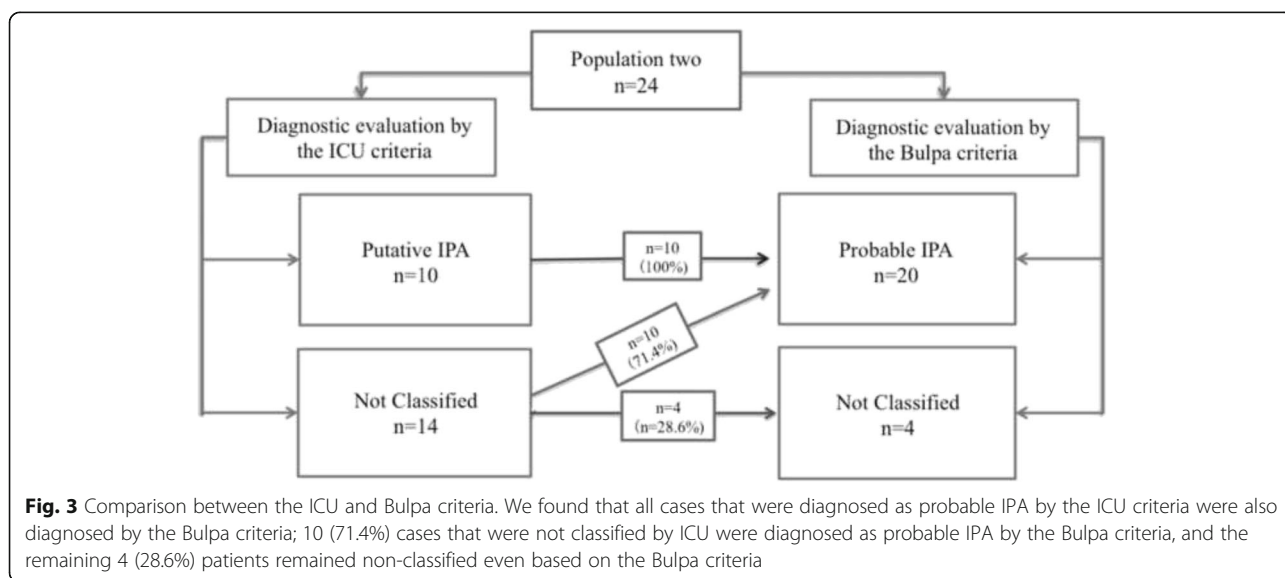 Population two
n=24
Diagnostic evaluation by
the ICU criteria
Diagnostic evaluation by
the Bulpa criteria
Putative IPA
n=10
n=10
(100%)
Probable IPA
n=20
n=10
(71.4%)
Not Classified
n=14
n=4
(n=28.6%)
Not Classified
n=4
Fig. 3 Comparison between the ICU and Bulpa criteria. We found that all cases that were diagnosed as probable IPA by the ICU criteria were also
diagnosed by the Bulpa criteria; 10 (71.4%) cases that were not classified by ICU were diagnosed as probable IPA by the Bulpa criteria, and the
remaining 4 (28.6%) patients remained non-classified even based on the Bulpa criteria